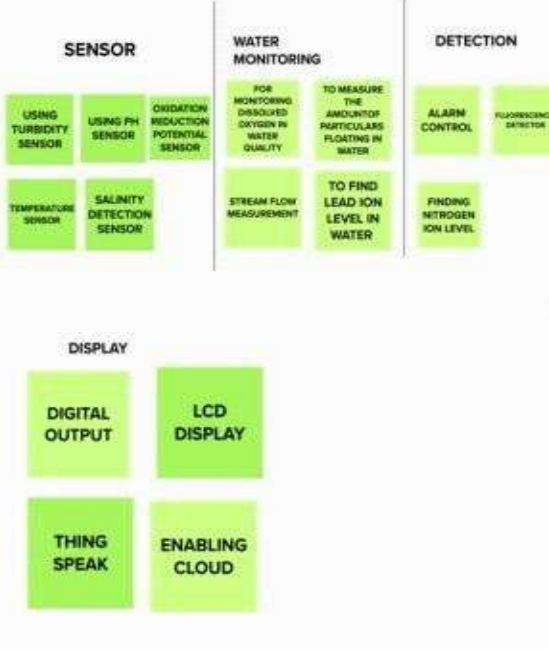 SENSOR
USING
TURBIDITY
SENSOR
USING PH
SENSOR
OXIDATION
REDUCTION
POTENTIAL
SENSOR
TEMPERATURE
SENSOR
SALINITY
DETECTION
SENSOR
WATER
MONITORING
FOR
MONITORING
DISSOLVED
OXYGEN IN
WATER
QUALITY
TO MEASURE
THE
AMOUNTOF
PARTICULARS
FLOATING IN
WATER
STREAM FLOW
MEASUREMENT
TO FIND
LEAD ION
LEVEL IN
WATER
DETECTION
ALARM
CONTROL
FLUORESCENC
DETECTOR
FINDING
NITROGEN
ION LEVEL
DISPLAY
DIGITAL
OUTPUT
LCD
DISPLAY
THING
SPEAK
ENABLING
CLOUD